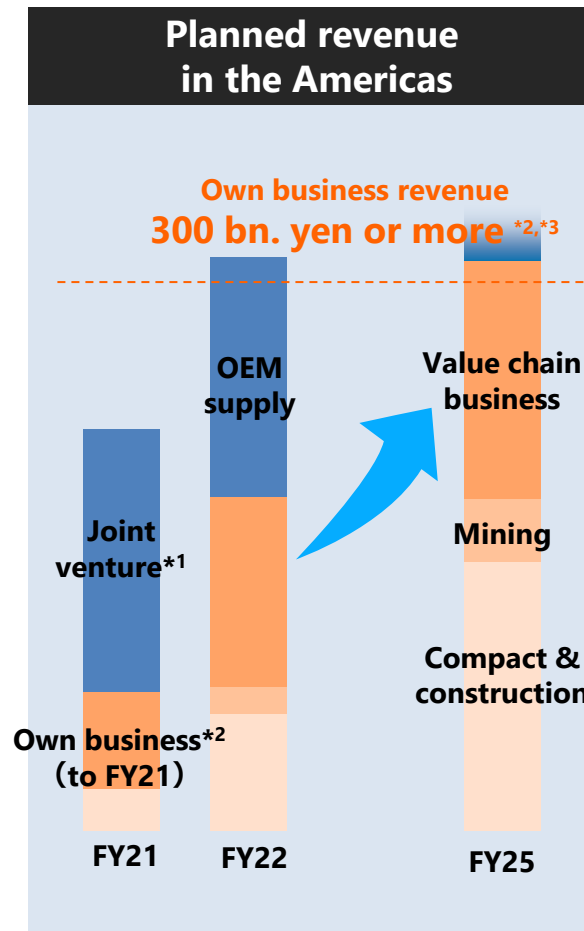 Planned revenue
in the Americas
Own business revenue
300 bn. yen or more *2,*3
OEM
supply
Value chain
business
Joint
venture*1
Mining
Compact &
construction
Own business*2
(to FY21)
FY21
FY22
FY25